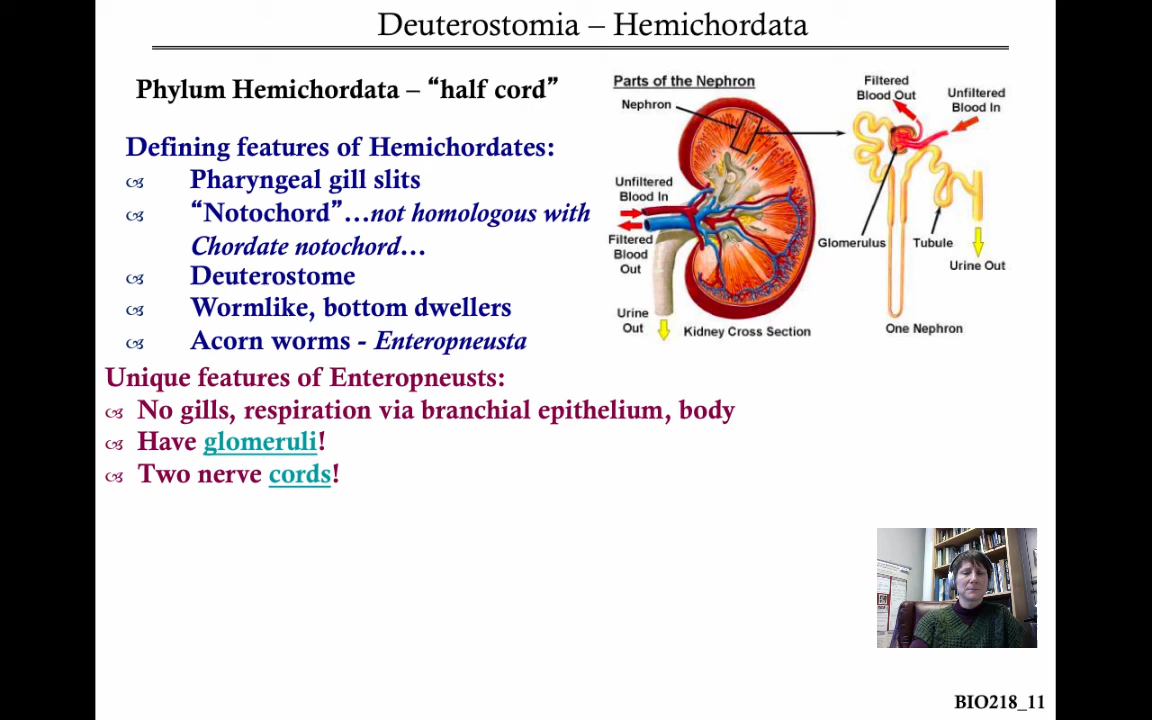 Deuterostomia – Hemichordata
Phylum Hemichordata – “half cord”
Defining features of Hemichordates:
Pharyngeal gill slits
“Notochord”…not homologous with
Chordate notochord…
Deuterostome
Wormlike, bottom dwellers
Acorn worms - Enteropneusta
Unique features of Enteropneusts:
No gills, respiration via branchial epithelium, body
Have glomeruli!
Two nerve cords!
Parts of the Nephron
Nephron
Unfiltered
Blood In
Filtered
Blood
Out
Urine
Out
Kidney Cross Section
Filtered
Blood Out
Unfiltered
Blood In
Glomerulus
Tubule
Urine Out
One Nephron
BIO218_11